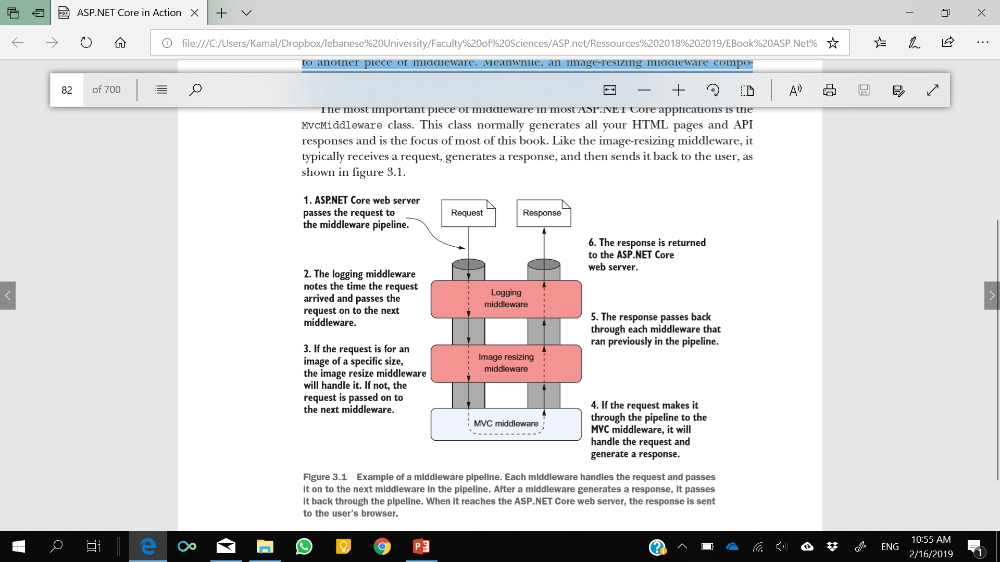 ASP.NET Core in Action
file:///C:/Users/Kamal/Dropbox/lebanese%20University/Faculty%20of%20Sciences/ASP.net/Ressources%202018%202019/EBook%20ASP.Net%.
to another piece of middleware. Meanwhile, an image-resizing middleware compo-
82 of 700
The most important piece of middleware in most ASP.NET Core applications is the
MvcMiddleware class. This class normally generates all your HTML pages and API
responses and is the focus of most of this book. Like the image-resizing middleware, it
typically receives a request, generates a response, and then sends it back to the user, as
shown in figure 3.1.
1. ASP.NET Core web server
passes the request to
the middleware pipeline.
Request
Response
6. The response is returned
to the ASP.NET Core
web server.
2. The logging middleware
notes the time the request
arrived and passes the
request on to the next
middleware.
Logging
middleware
5. The response passes back
through each middleware that
ran previously in the pipeline.
3. If the request is for an
image of a specific size,
the image resize middleware
will handle it. If not, the
request is passed on to
the next middleware.
Image resizing
middleware
4. If the request makes it
through the pipeline to the
MVC middleware, it will
handle the request and
generate a response.
MVC middleware
Figure 3.1 Example of a middleware pipeline. Each middleware handles the request and passes
it on to the next middleware in the pipeline. After a middleware generates a response, it passes
it back through the pipeline. When it reaches the ASP.NET Core web server, the response is sent
to the user's browser.
ENG
10:55 AM
2/16/2019
1